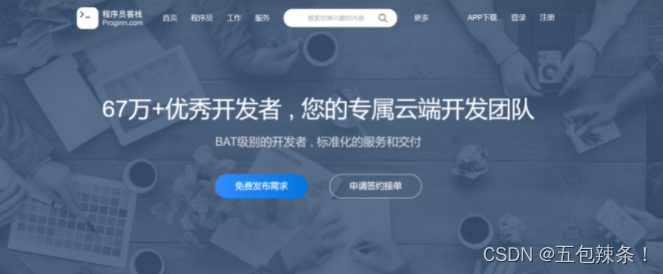 程序员客栈
Proginn.com
首页 程序员 工作 服务 搜索你感兴趣的内容 更多 APP下载 登录 注册
67万+优秀开发者，您的专属云端开发团队
BAT级别的开发者，标准化的服务和交付
免费发布需求 申请签约接单
CSDN @五包辣条！